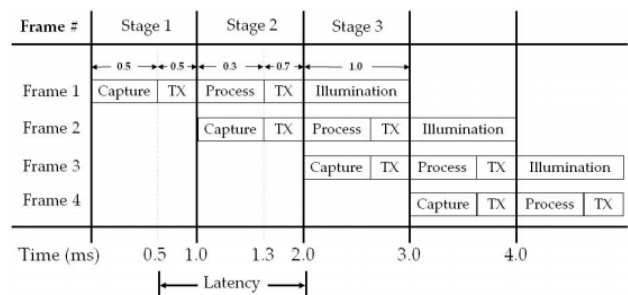 Frame # Stage 1 Stage 2 Stage 3
0.5 0.5 0.3 0.7 1.0
Frame 1 Capture TX Process TX Illumination
Frame 2 Capture TX Process TX Illumination
Frame 3 Capture TX Process TX Illumination
Frame 4 Capture TX Process TX
Time (ms) 0.5 1.0 1.3 2.0 3.0 4.0
Latency